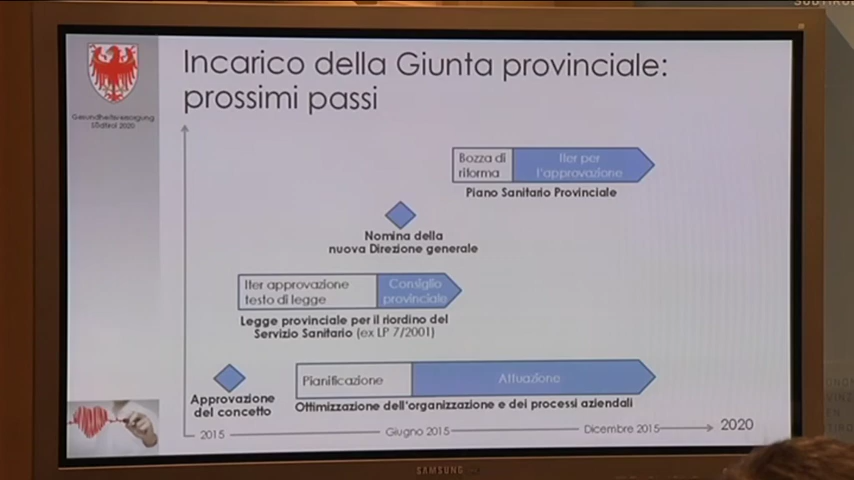 Incarico della Giunta provinciale:
prossimi passi
Gesundheitsversorgung
Südtirol 2020
Bozza di
riforma
Iter per
l'approvazione
Piano Sanitario Provinciale
Nomina della
nuova Direzione generale
Iter approvazione
testo di legge
Consiglio
provinciale
Legge provinciale per il riordino del
Servizio Sanitario (ex LP 7/2001)
Approvazione
del concetto
Pianificazione
Attuazione
Ottimizzazione dell'organizzazione e dei processi aziendali
2015
Giugno 2015
Dicembre 2015
2020
SAMSUNG